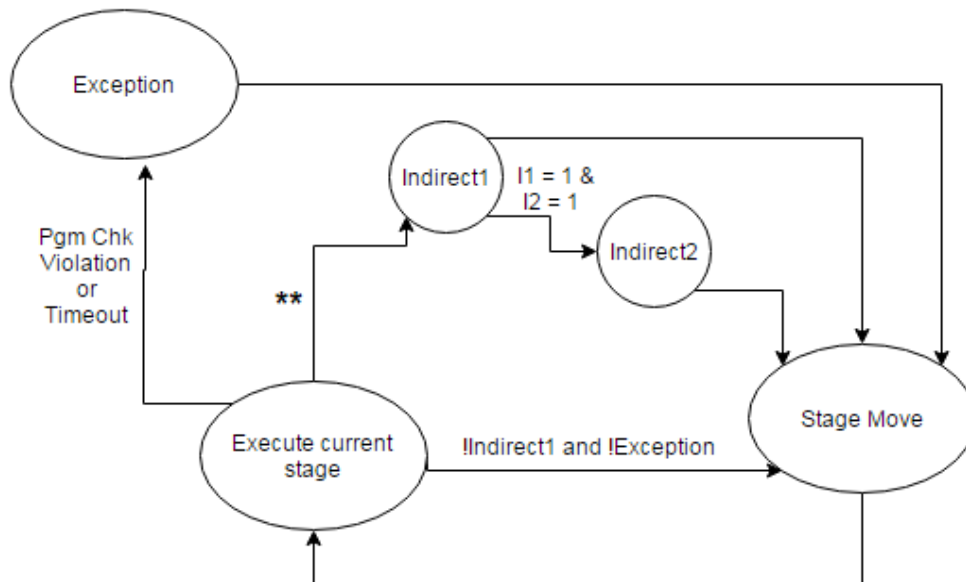 Exception
Indirect1
I1 = 1 &
I2 = 1
Indirect2
Pgm Chk
Violation
or
Timeout
**
Stage Move
Execute current
stage
!Indirect1 and !Exception